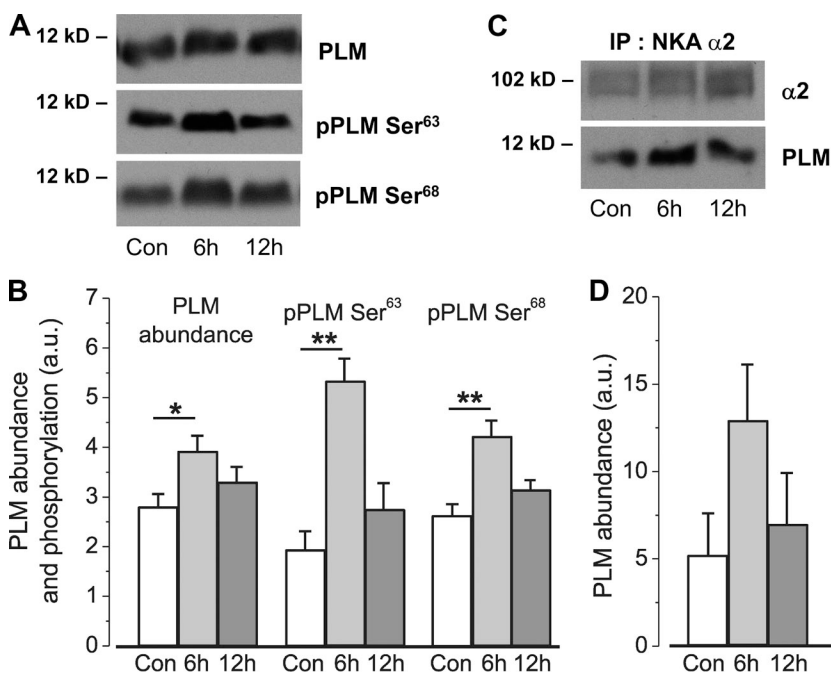 A
12 kD –
PLM
12 kD –
pPLM Ser⁶³
12 kD –
pPLM Ser⁶⁸
Con 6h 12h
C
IP : NKA α2
102 kD –
α2
12 kD –
PLM
Con 6h 12h
B
PLM abundance
and phosphorylation (a.u.)
7
6
5
4
3
2
1
0
PLM
abundance
pPLM Ser⁶³
pPLM Ser⁶⁸
*
**
**
Con 6h 12h Con 6h 12h Con 6h 12h
D
PLM abundance (a.u.)
20
15
10
5
0
Con 6h 12h